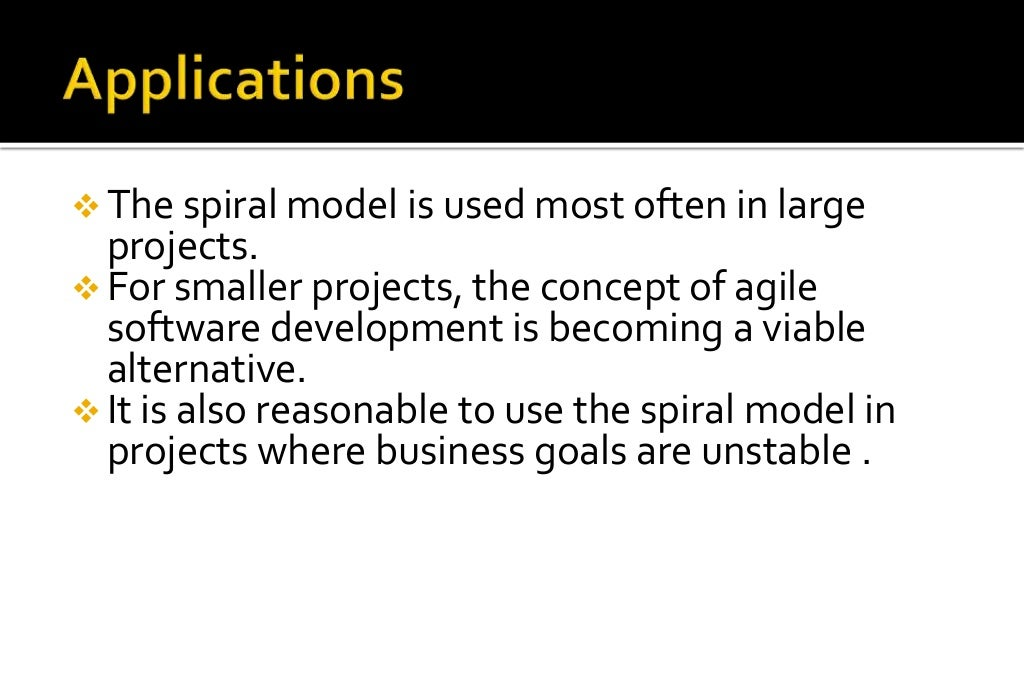 Applications
The spiral model is used most often in large
projects.
For smaller projects, the concept of agile
software development is becoming a viable
alternative.
It is also reasonable to use the spiral model in
projects where business goals are unstable .